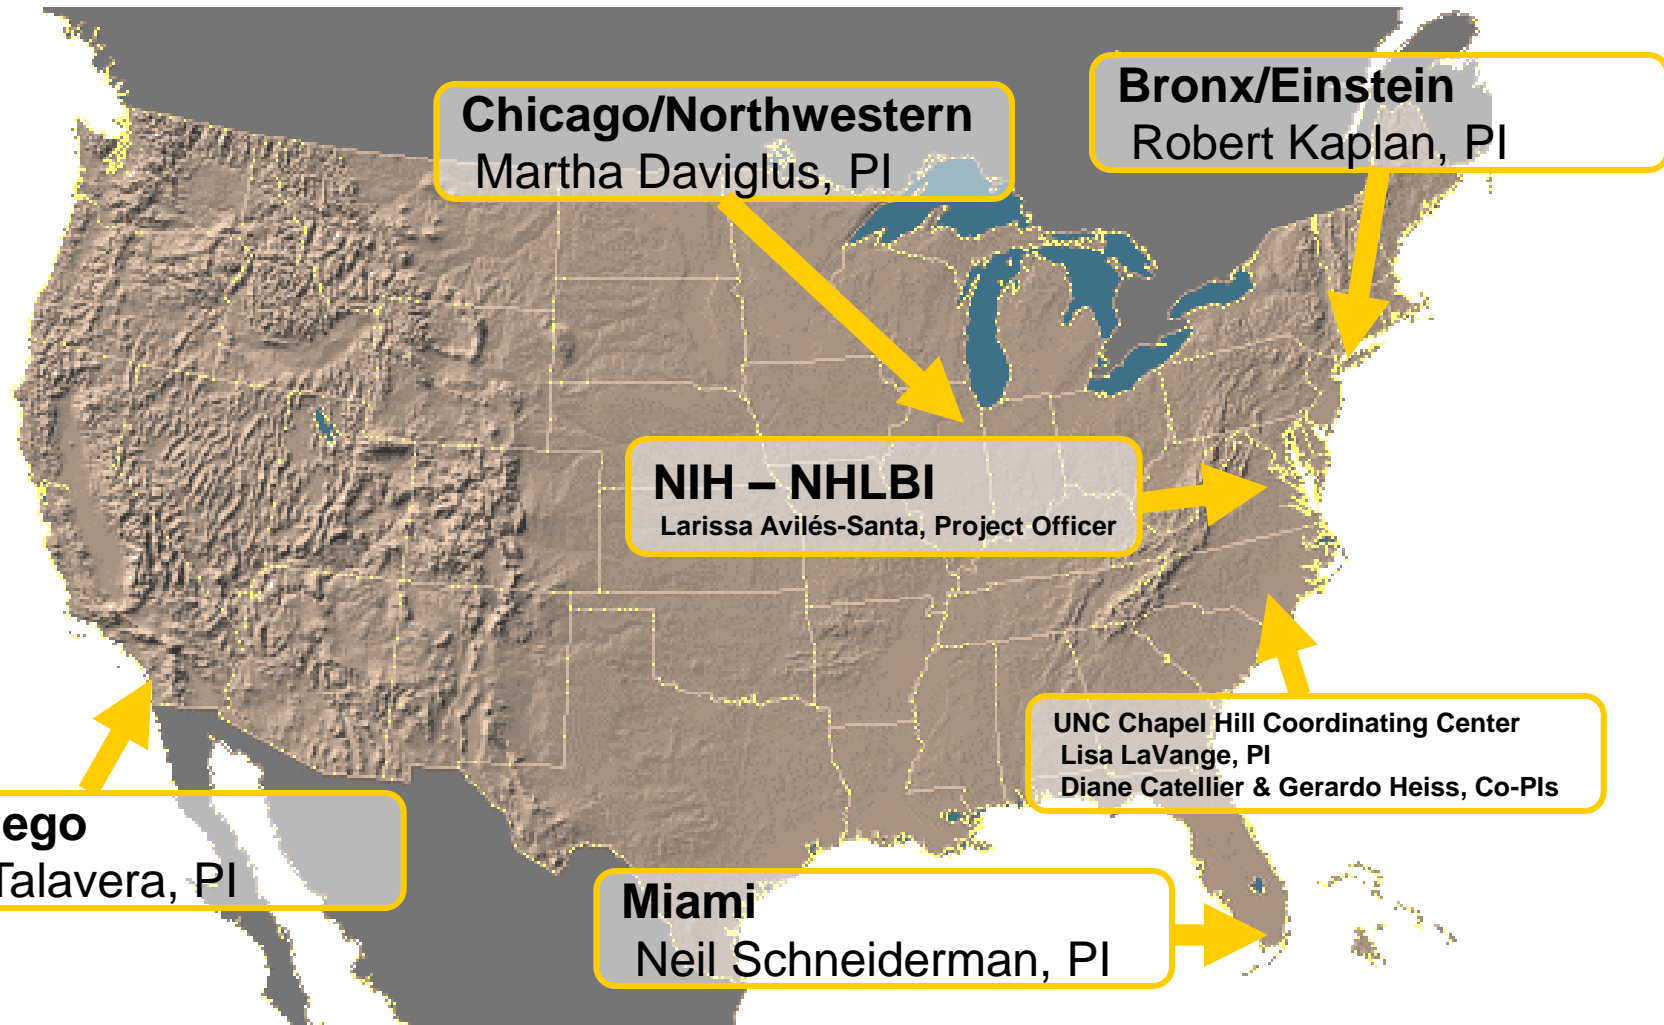 Chicago/Northwestern
Martha Daviglus, PI
Bronx/Einstein
Robert Kaplan, PI
NIH – NHLBI
Larissa Avilés-Santa, Project Officer
UNC Chapel Hill Coordinating Center
Lisa LaVange, PI
Diane Catellier & Gerardo Heiss, Co-PIs
ego
Talavera, PI
Miami
Neil Schneiderman, PI